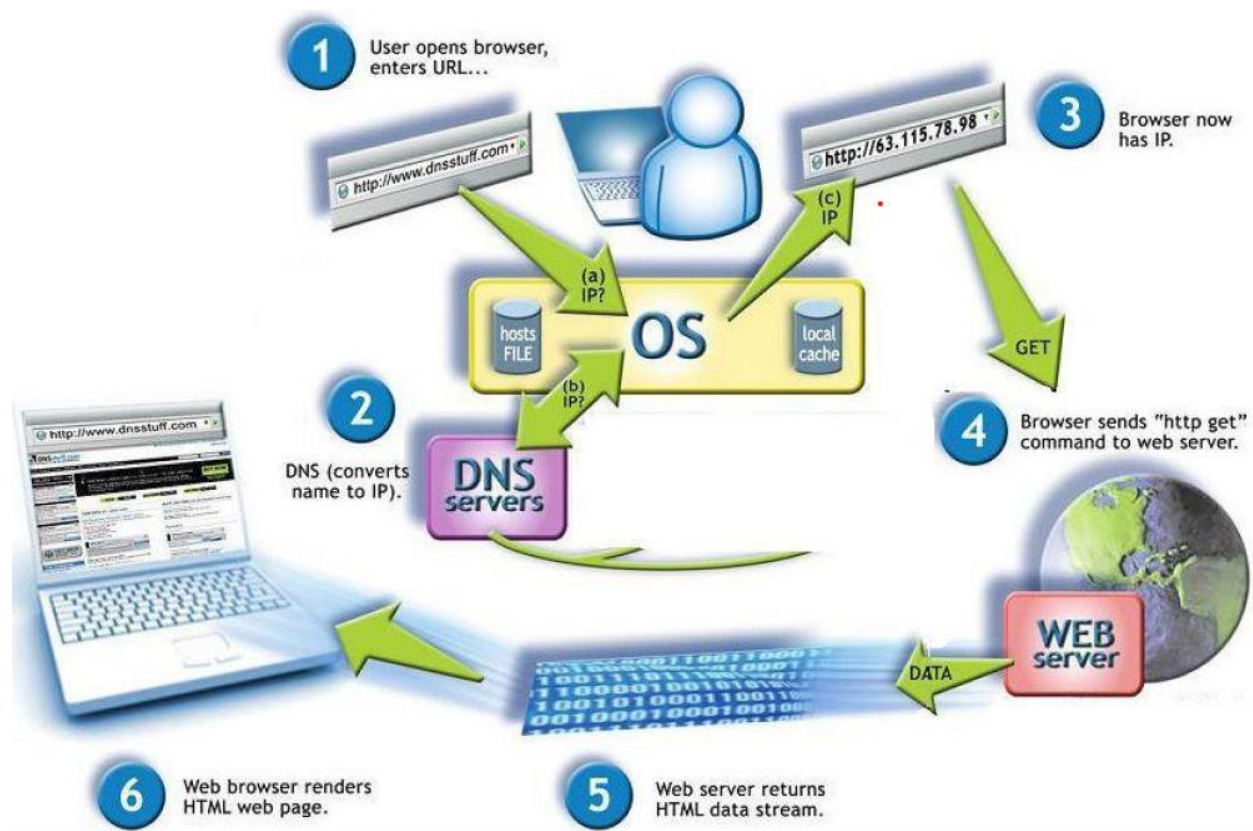 1
User opens browser,
enters URL...
http://www.dnsstuff.com
http://63.115.78.98
3
Browser now
has IP.
(a)
IP?
(c)
IP
hosts
FILE
OS
local
cache
GET
(b)
IP?
2
DNS (converts
name to IP).
DNS
servers
4
Browser sends "http get"
command to web server.
http://www.dnsstuff.com
WEB
server
DATA
6
Web browser renders
HTML web page.
5
Web server returns
HTML data stream.